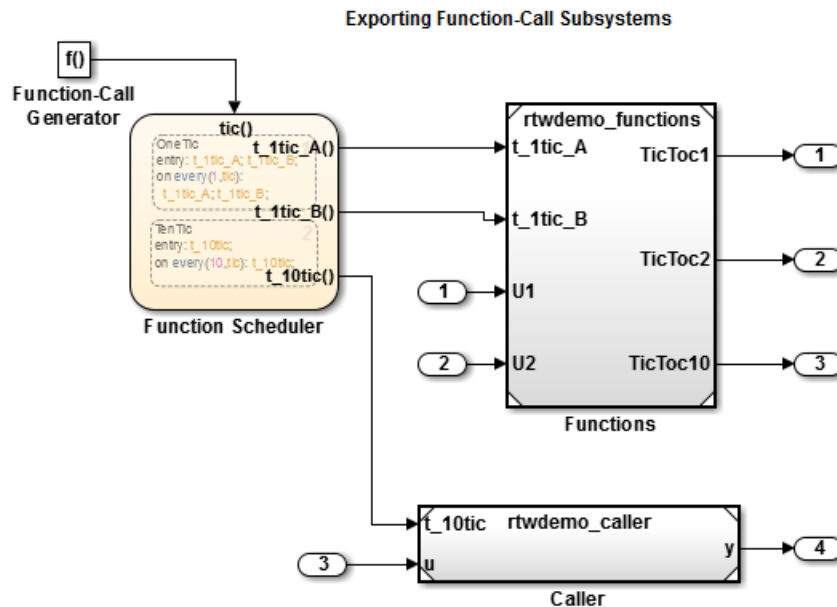 Exporting Function-Call Subsystems
f()
Function-Call
Generator
tic()
OneTic
entry: t_1tic_A; t_1tic_B;
on every(1,tic):
t_1tic_A; t_1tic_B;
t_1tic_A()
t_1tic_B()
2
TenTic
entry: t_10tic;
on every(10,tic): t_10tic;
t_10tic()
Function Scheduler
rtwdemo_functions
t_1tic_A
TicToc1
1
t_1tic_B
TicToc2
2
1
U1
2
U2
TicToc10
3
Functions
t_10tic
rtwdemo_caller
3
u
y
4
Caller